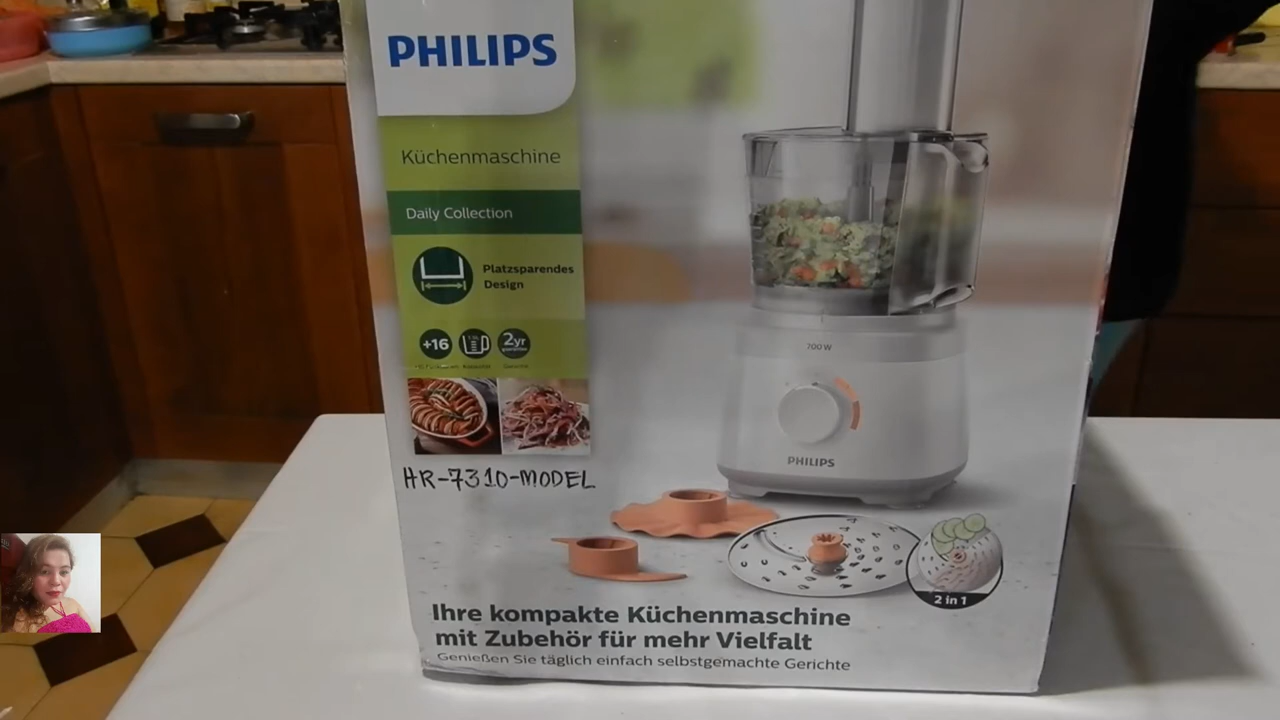 PHILIPS
Küchenmaschine
Daily Collection
Platzsparendes
Design
+16
2yr
HR-7310-MODEL
700W
PHILIPS
2 in 1
Ihre kompakte Küchenmaschine
mit Zubehör für mehr Vielfalt
Genießen Sie täglich einfach selbstgemachte Gerichte